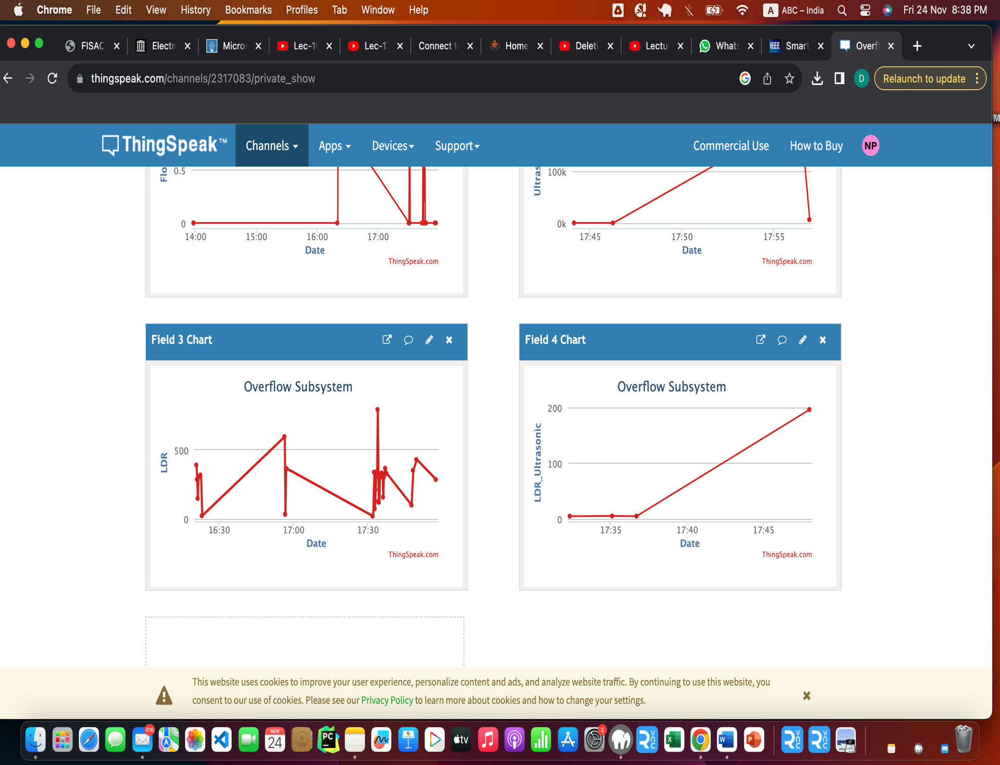 Chrome File Edit View History Bookmarks Profiles Tab Window Help A ABC – India Fri 24 Nov 8:38 PM
FISAC Electr Micro Lec-1 Lec-1 Connect t Home Deleti Lectu Whats IEEE Smart Overf
thingspeak.com/channels/2317083/private_show D Relaunch to update
ThingSpeak™ Channels Apps Devices Support Commercial Use How to Buy NP
Flo
0.5
0
14:00 15:00 16:00 17:00
Date
ThingSpeak.com
Ultras
100k
0k
17:45 17:50 17:55
Date
ThingSpeak.com
Field 3 Chart
Overflow Subsystem
LDR
500
0
16:30 17:00 17:30
Date
ThingSpeak.com
Field 4 Chart
Overflow Subsystem
LDR_Ultrasonic
200
100
0
17:35 17:40 17:45
Date
ThingSpeak.com
This website uses cookies to improve your user experience, personalize content and ads, and analyze website traffic. By continuing to use this website, you
consent to our use of cookies. Please see our Privacy Policy to learn more about cookies and how to change your settings.
416 NOV 24 PC tv 2 X W P